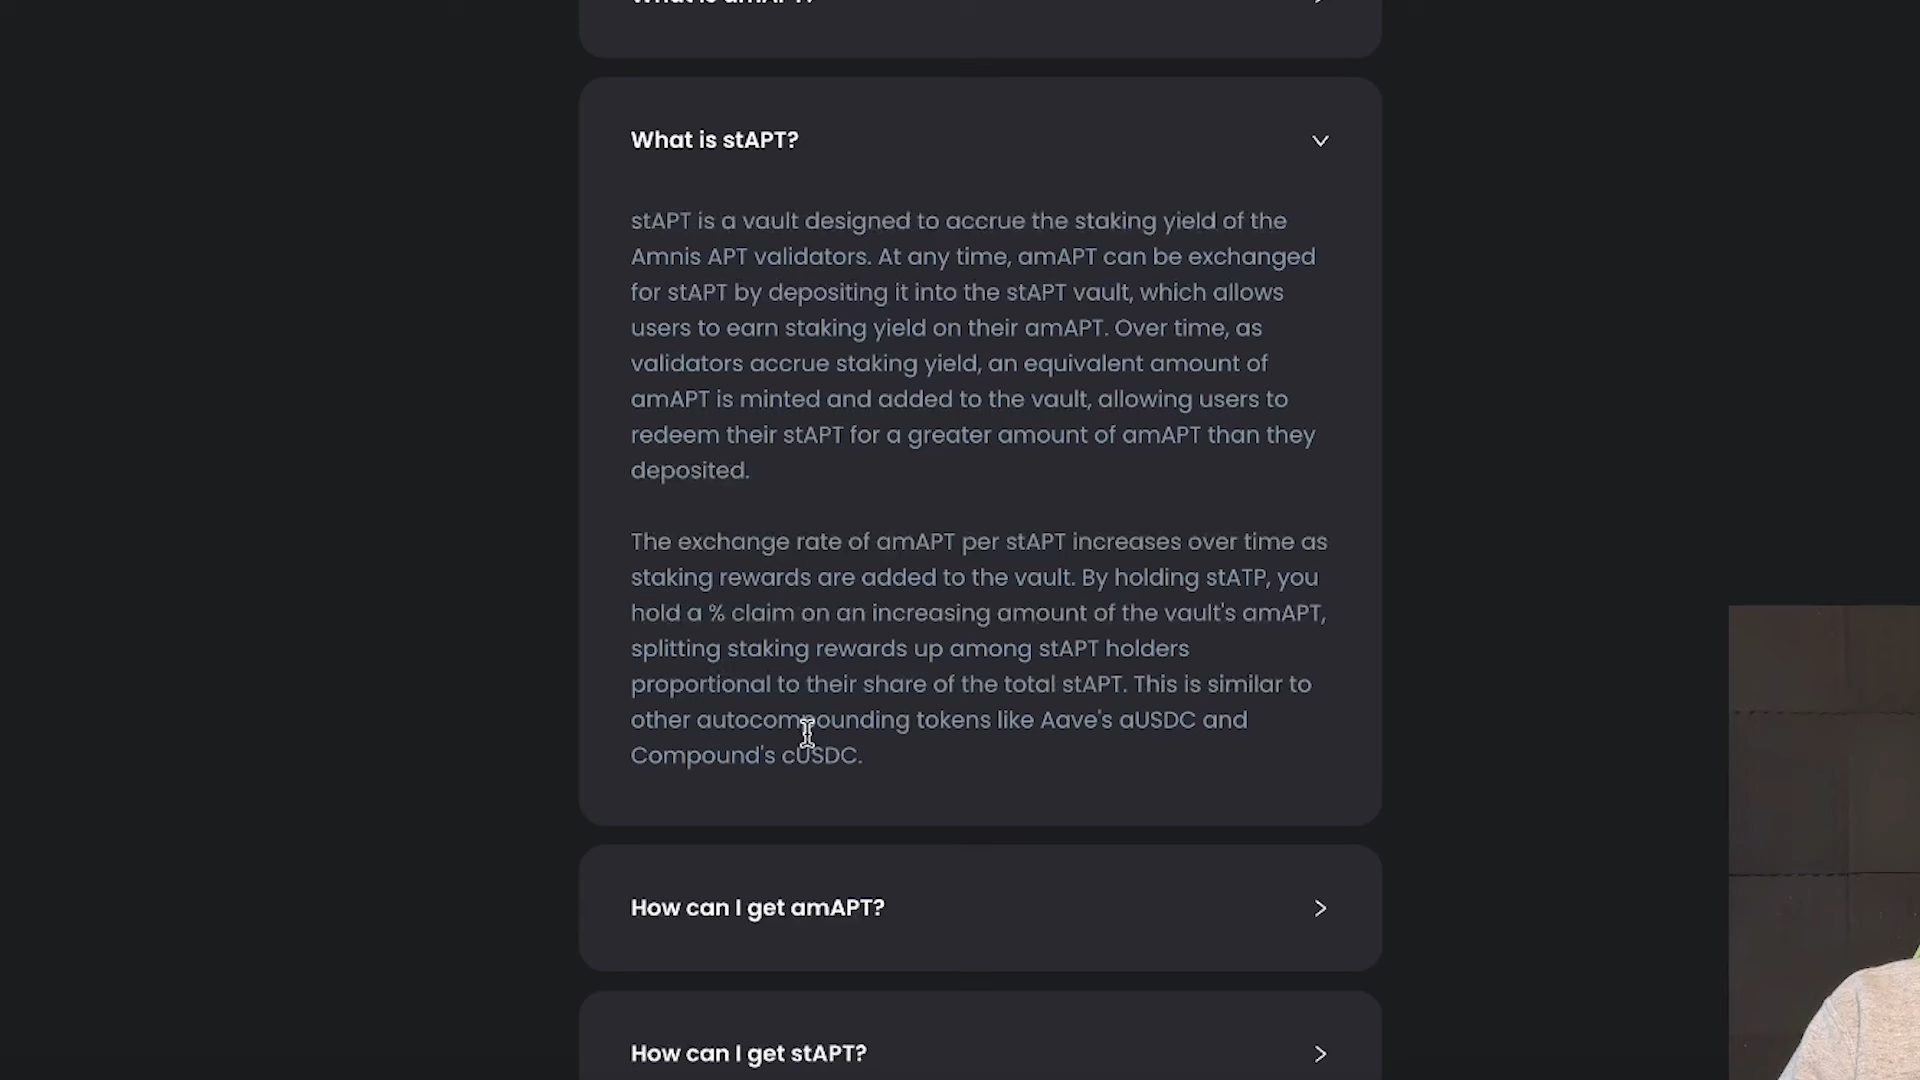 What is amAPT?
What is stAPT?
stAPT is a vault designed to accrue the staking yield of the
Amnis APT validators. At any time, amAPT can be exchanged
for stAPT by depositing it into the stAPT vault, which allows
users to earn staking yield on their amAPT. Over time, as
validators accrue staking yield, an equivalent amount of
amAPT is minted and added to the vault, allowing users to
redeem their stAPT for a greater amount of amAPT than they
deposited.
The exchange rate of amAPT per stAPT increases over time as
staking rewards are added to the vault. By holding stATP, you
hold a % claim on an increasing amount of the vault's amAPT,
splitting staking rewards up among stAPT holders
proportional to their share of the total stAPT. This is similar to
other autocompounding tokens like Aave's aUSDC and
Compound's cUSDC.
How can I get amAPT?
How can I get stAPT?